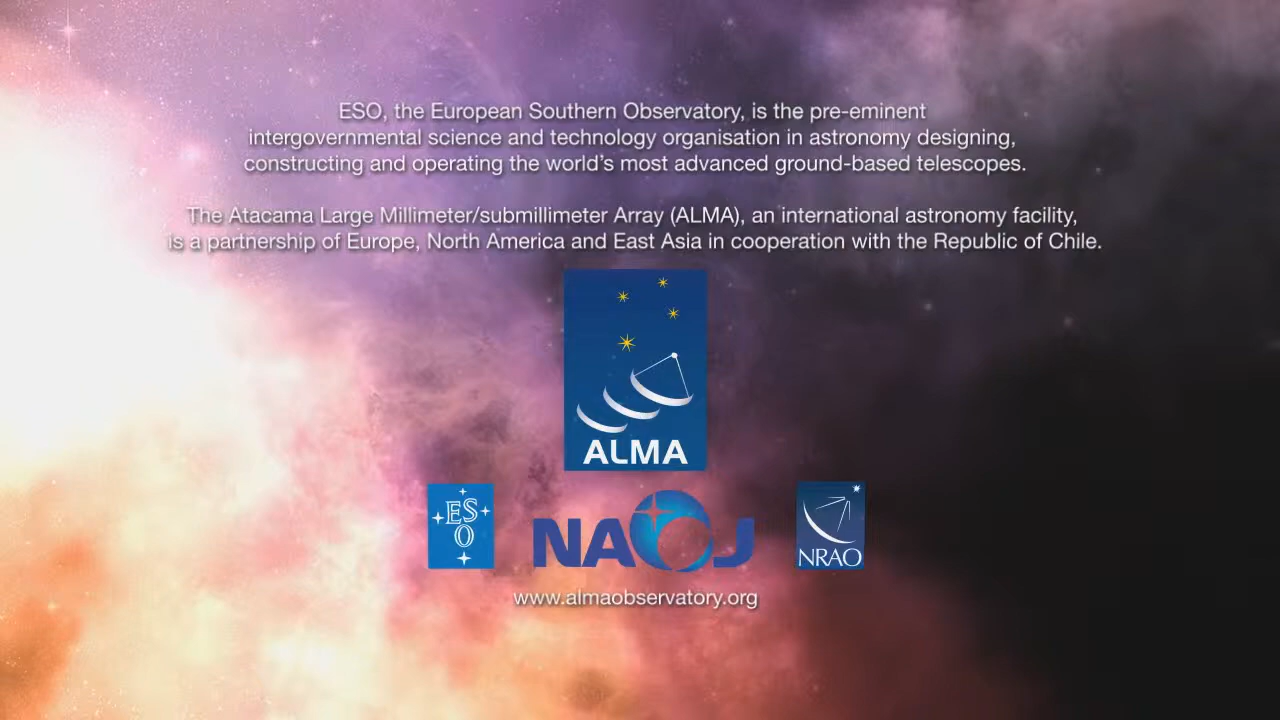 ESO, the European Southern Observatory, is the pre-eminent
intergovernmental science and technology organisation in astronomy designing,
constructing and operating the world's most advanced ground-based telescopes.
The Atacama Large Millimeter/submillimeter Array (ALMA), an international astronomy facility,
is a partnership of Europe, North America and East Asia in cooperation with the Republic of Chile.
ALMA
ESO
NAOJ
NRAO
www.almaobservatory.org